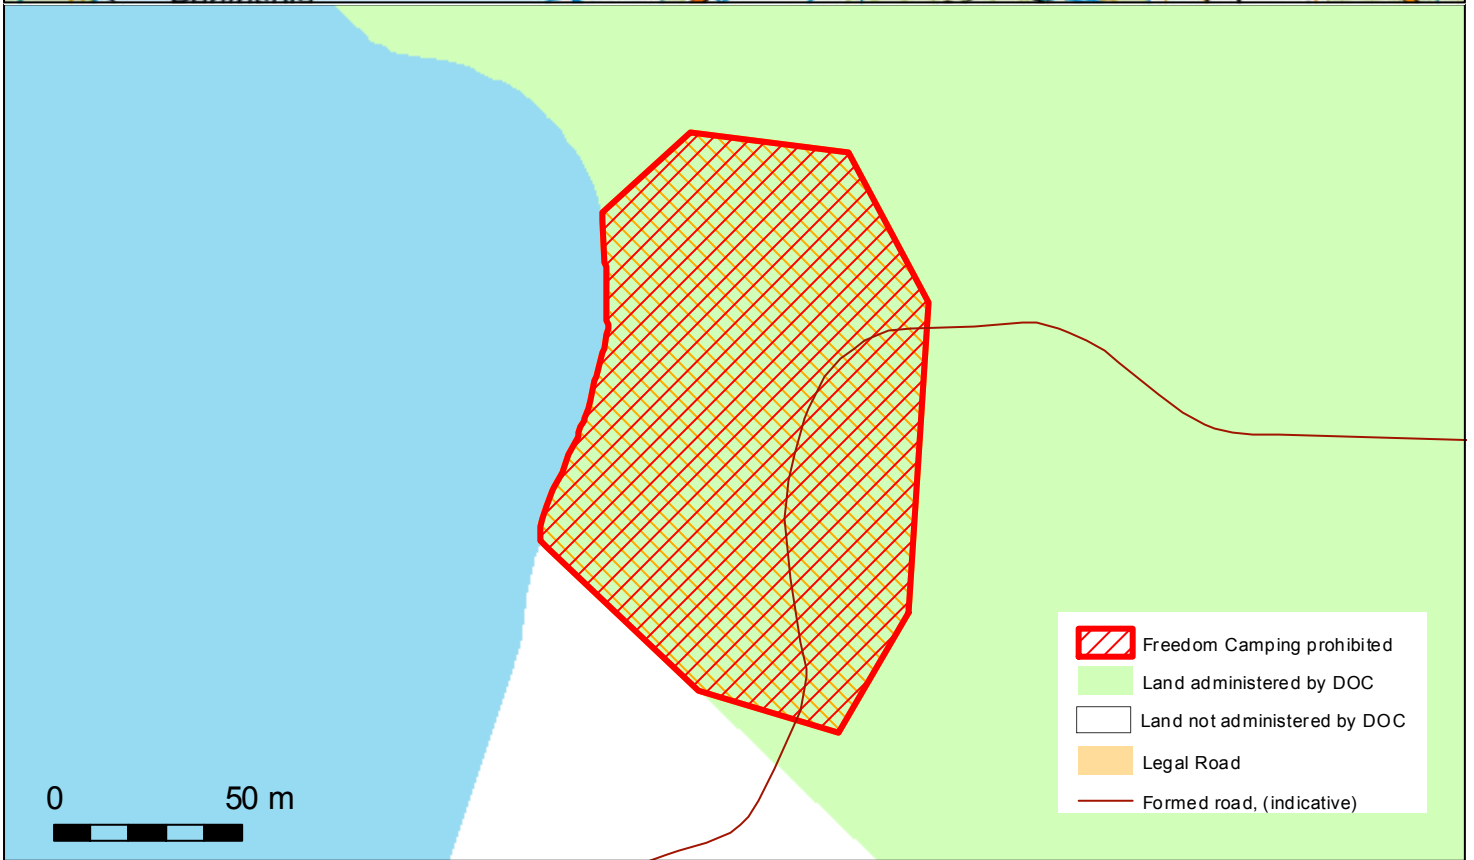 Freedom Camping prohibited
Land administered by DOC
Land not administered by DOC
Legal Road
Formed road, (indicative)
0 50 m